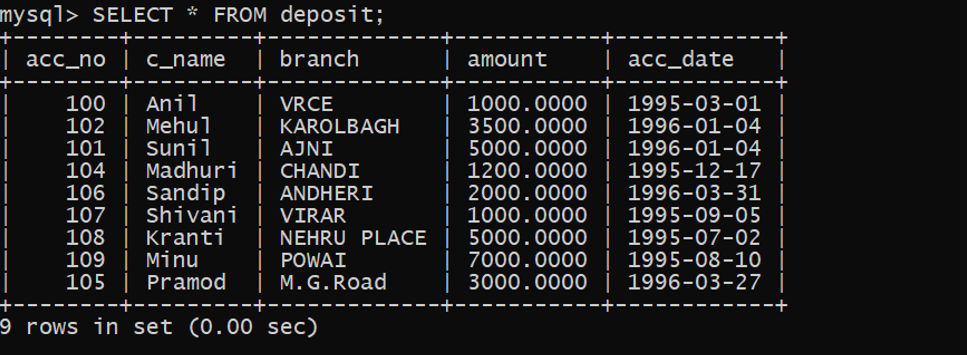 mysql> SELECT * FROM deposit;
+--------+---------+-------------+-----------+------------+
| acc_no | c_name  | branch      | amount    | acc_date   |
+--------+---------+-------------+-----------+------------+
|    100 | Anil    | VRCE        | 1000.0000 | 1995-03-01 |
|    102 | Mehul   | KAROLBAGH   | 3500.0000 | 1996-01-04 |
|    101 | Sunil   | AJNI        | 5000.0000 | 1996-01-04 |
|    104 | Madhuri | CHANDI      | 1200.0000 | 1995-12-17 |
|    106 | Sandip  | ANDHERI     | 2000.0000 | 1996-03-31 |
|    107 | Shivani | VIRAR       | 1000.0000 | 1995-09-05 |
|    108 | Kranti  | NEHRU PLACE | 5000.0000 | 1995-07-02 |
|    109 | Minu    | POWAI       | 7000.0000 | 1995-08-10 |
|    105 | Pramod  | M.G.Road    | 3000.0000 | 1996-03-27 |
+--------+---------+-------------+-----------+------------+
9 rows in set (0.00 sec)